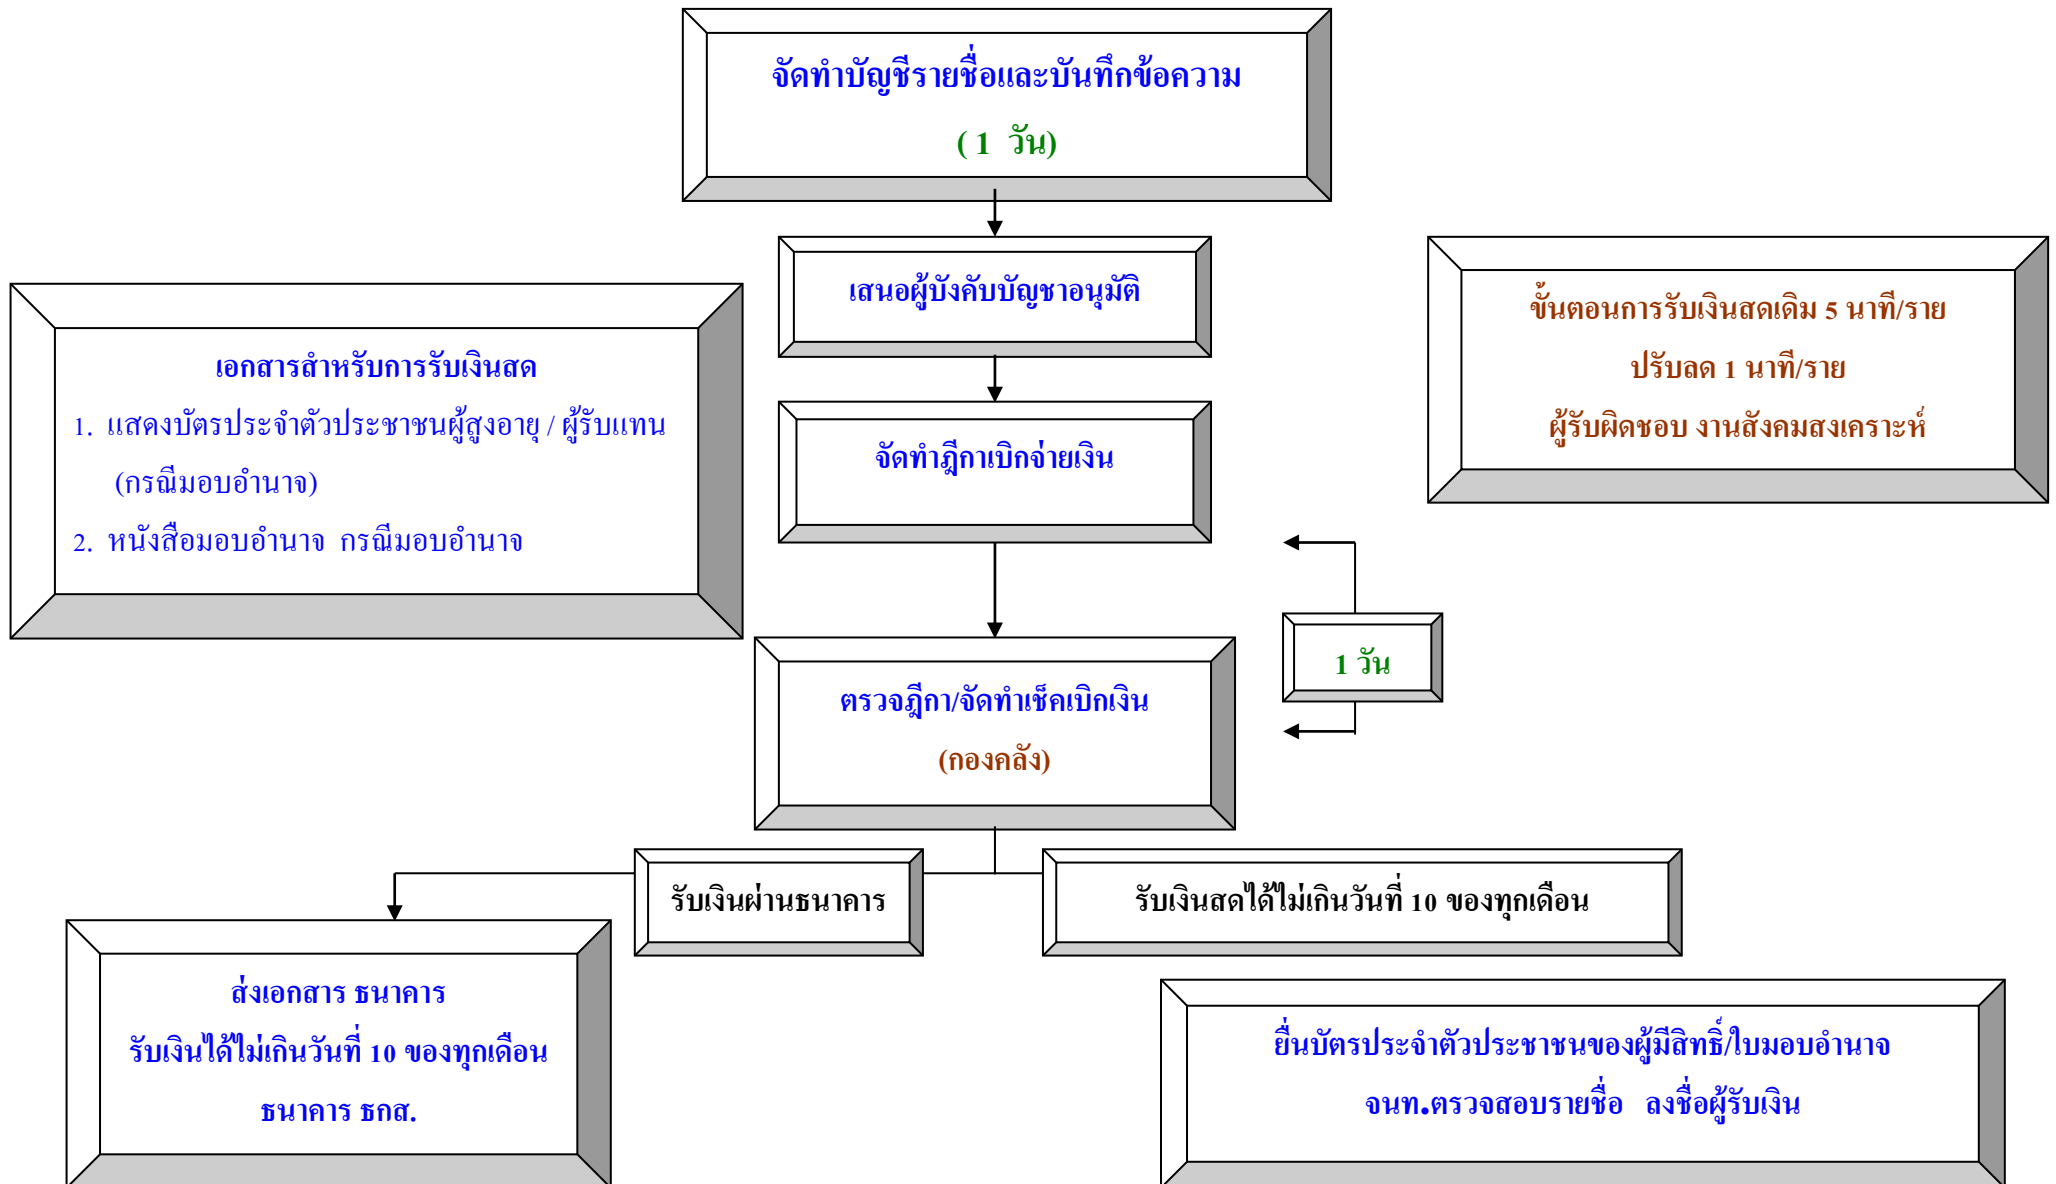 จัดทำบัญชีรายชื่อและบันทึกข้อความ
( 1 วัน)
เสนอผู้บังคับบัญชาอนุมัติ
ขั้นตอนการรับเงินสดเดิม 5 นาที/ราย
ปรับลด 1 นาที/ราย
ผู้รับผิดชอบ งานสังคมสงเคราะห์
เอกสารสำหรับการรับเงินสด
1. แสดงบัตรประจำตัวประชาชนผู้สูงอายุ / ผู้รับแทน
(กรณีมอบอำนาจ)
2. หนังสือมอบอำนาจ กรณีมอบอำนาจ
จัดทำฎีกาเบิกจ่ายเงิน
1 วัน
ตรวจฎีกา/จัดทำเช็คเบิกเงิน
(กองคลัง)
รับเงินผ่านธนาคาร
รับเงินสดได้ไม่เกินวันที่ 10 ของทุกเดือน
ส่งเอกสาร ธนาคาร
รับเงินได้ไม่เกินวันที่ 10 ของทุกเดือน
ธนาคาร ธกส.
ยื่นบัตรประจำตัวประชาชนของผู้มีสิทธิ์/ใบมอบอำนาจ
จนท.ตรวจสอบรายชื่อ ลงชื่อผู้รับเงิน